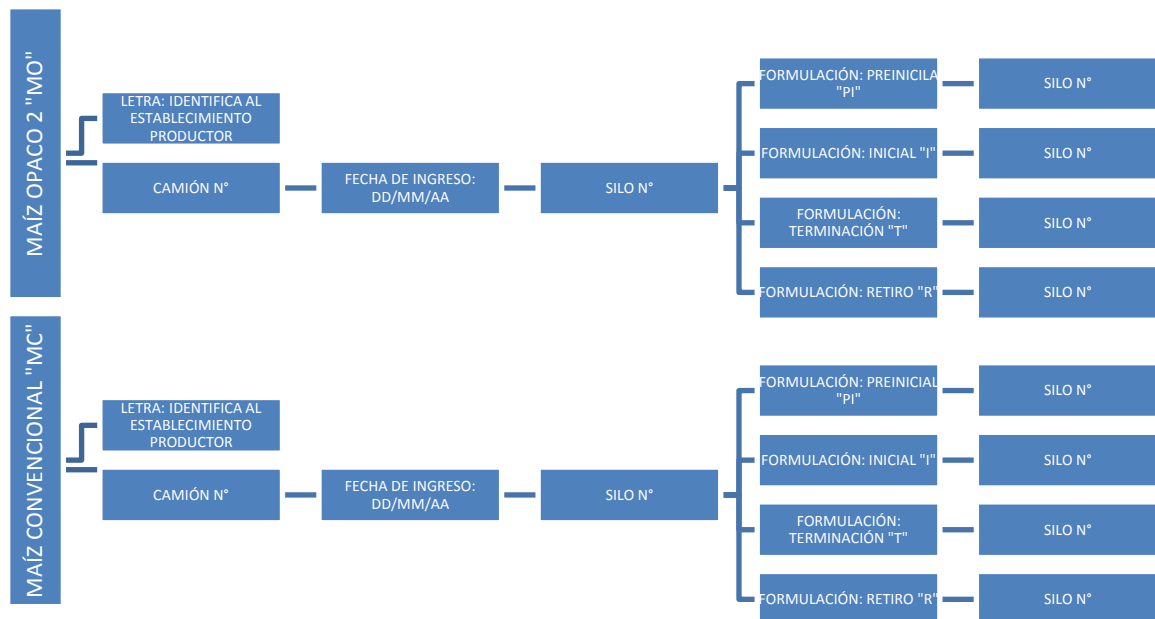 MAÍZ OPACO 2 "MO"
LETRA: IDENTIFICA AL
ESTABLECIMIENTO
PRODUCTOR
CAMIÓN N°
FECHA DE INGRESO:
DD/MM/AA
SILO N°
FORMULACIÓN: PREINICILA
"PI"
SILO N°
FORMULACIÓN: INICIAL "I"
SILO N°
FORMULACIÓN:
TERMINACIÓN "T"
SILO N°
FORMULACIÓN: RETIRO "R"
SILO N°
MAÍZ CONVENCIONAL "MC"
LETRA: IDENTIFICA AL
ESTABLECIMIENTO
PRODUCTOR
CAMIÓN N°
FECHA DE INGRESO:
DD/MM/AA
SILO N°
FORMULACIÓN: PREINICIAL
"PI"
SILO N°
FORMULACIÓN: INICIAL "I"
SILO N°
FORMULACIÓN:
TERMINACIÓN "T"
SILO N°
FORMULACIÓN: RETIRO "R"
SILO N°